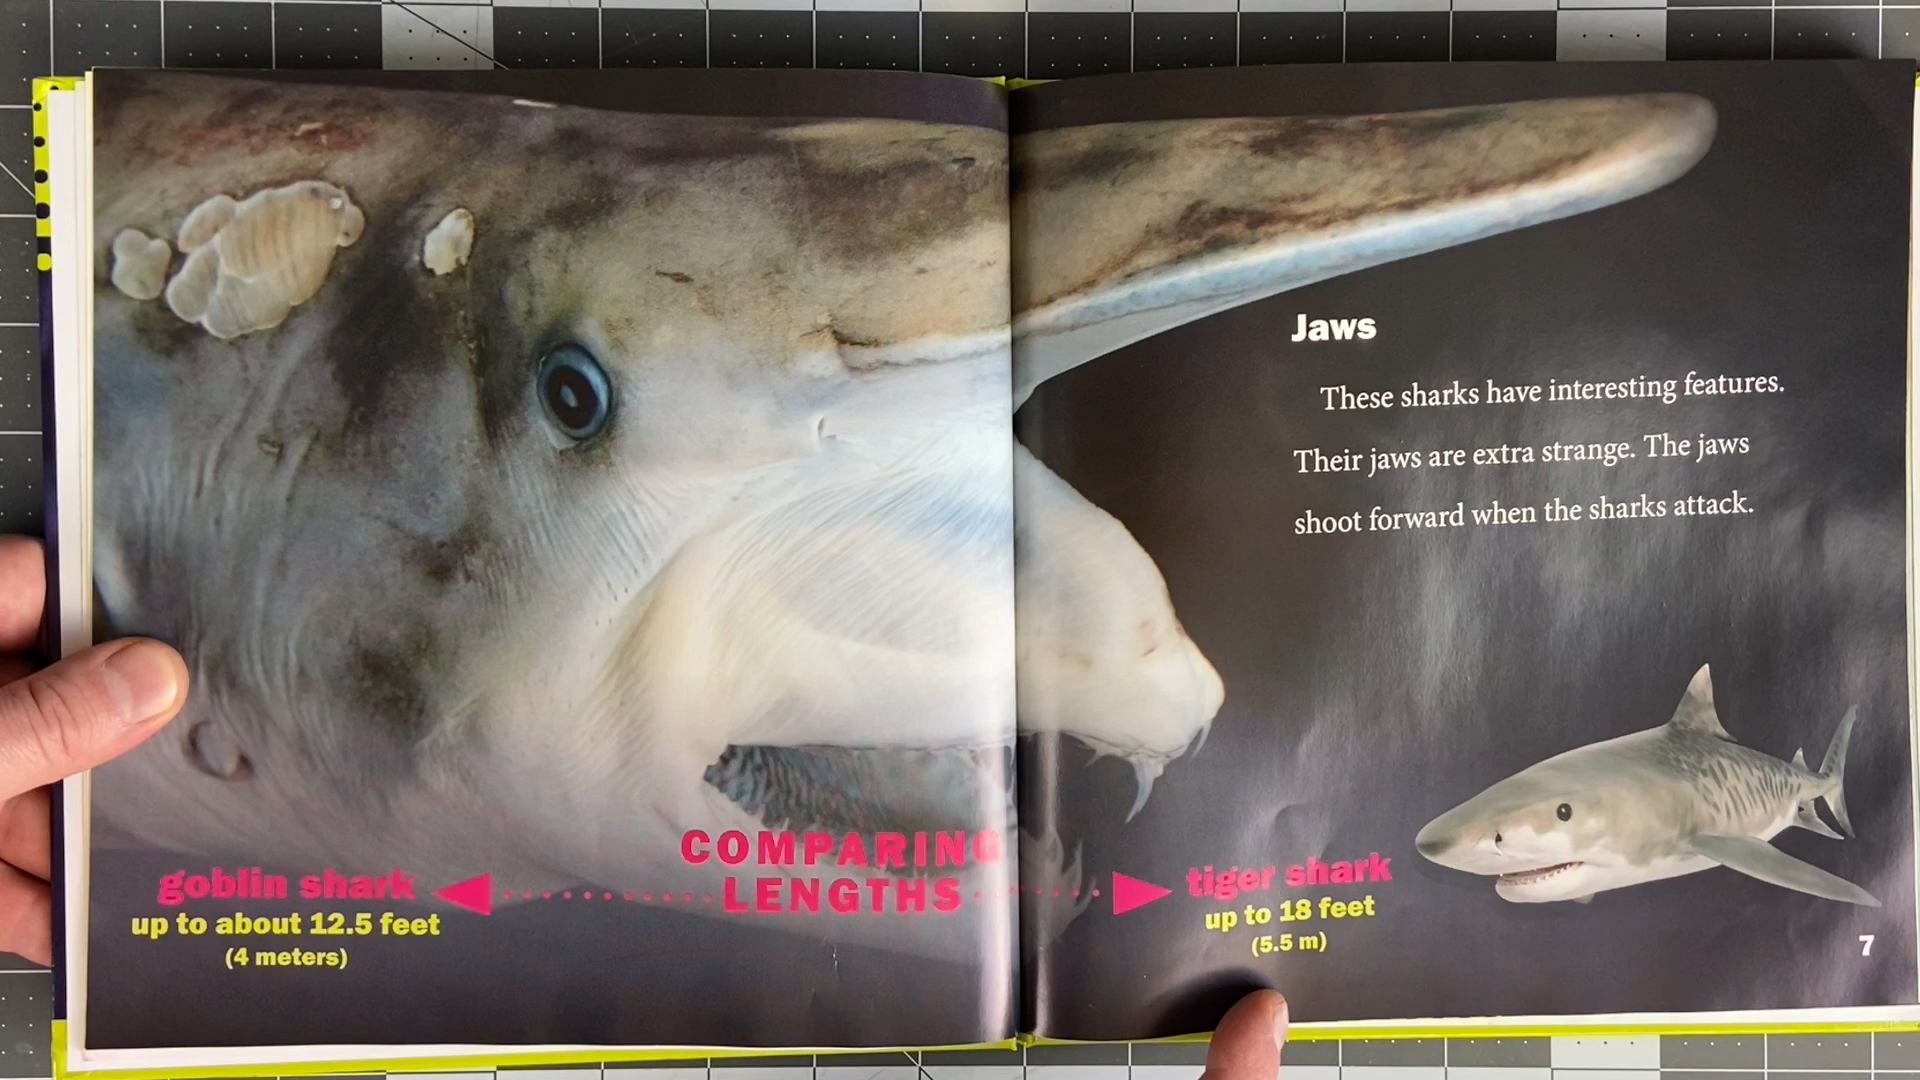 Jaws
These sharks have interesting features.
Their jaws are extra strange. The jaws
shoot forward when the sharks attack.
COMPARING
LENGTHS
goblin shark
up to about 12.5 feet
(4 meters)
tiger shark
up to 18 feet
(5.5 m)
7